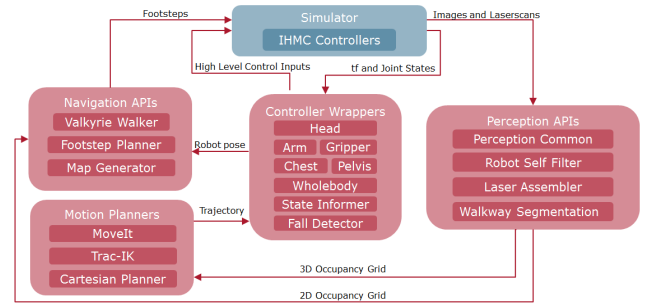 Footsteps
Simulator
IHMC Controllers
Images and Laserscans
High Level Control Inputs
tf and Joint States
Navigation APIs
Valkyrie Walker
Footstep Planner
Map Generator
Robot pose
Controller Wrappers
Head
Arm
Gripper
Chest
Pelvis
Wholebody
State Informer
Fall Detector
Perception APIs
Perception Common
Robot Self Filter
Laser Assembler
Walkway Segmentation
Motion Planners
MoveIt
Trac-IK
Cartesian Planner
Trajectory
3D Occupancy Grid
2D Occupancy Grid